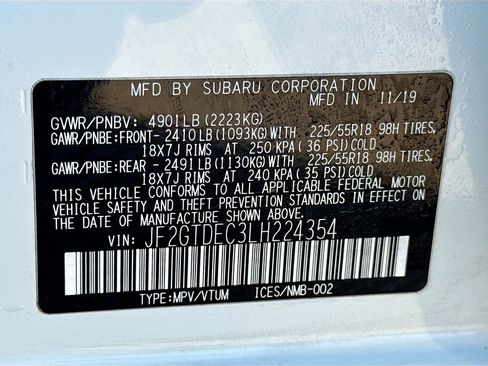 MFD BY SUBARU CORPORATION
MFD IN 11/19
GVWR/PNBV: 4901LB (2223KG)
GAWR/PNBE:FRONT- 2410LB (1093KG)WITH 225/55R18 98H TIRES,
18X7J RIMS AT 250 KPA ( 36 PSI)COLD
GAWR/PNBE:REAR - 2491LB (1130KG)WITH 225/55R18 98H TIRES,
18X7J RIMS AT 240 KPA ( 35 PSI)COLD
THIS VEHICLE CONFORMS TO ALL APPLICABLE FEDERAL MOTOR
VEHICLE SAFETY AND THEFT PREVENTION STANDARDS IN EFFECT ON THE
DATE OF MANUFACTURE SHOWN ABOVE.
VIN: JF2GTDEC3LH224354
TYPE:MPV/VTUM ICES/NMB-002